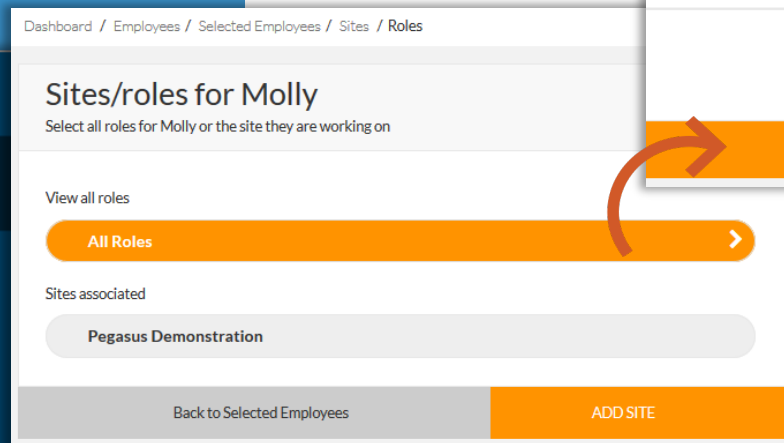 Dashboard / Employees / Selected Employees / Sites / Roles
Sites/roles for Molly
Select all roles for Molly or the site they are working on
View all roles
All Roles
Sites associated
Pegasus Demonstration
Back to Selected Employees
ADD SITE